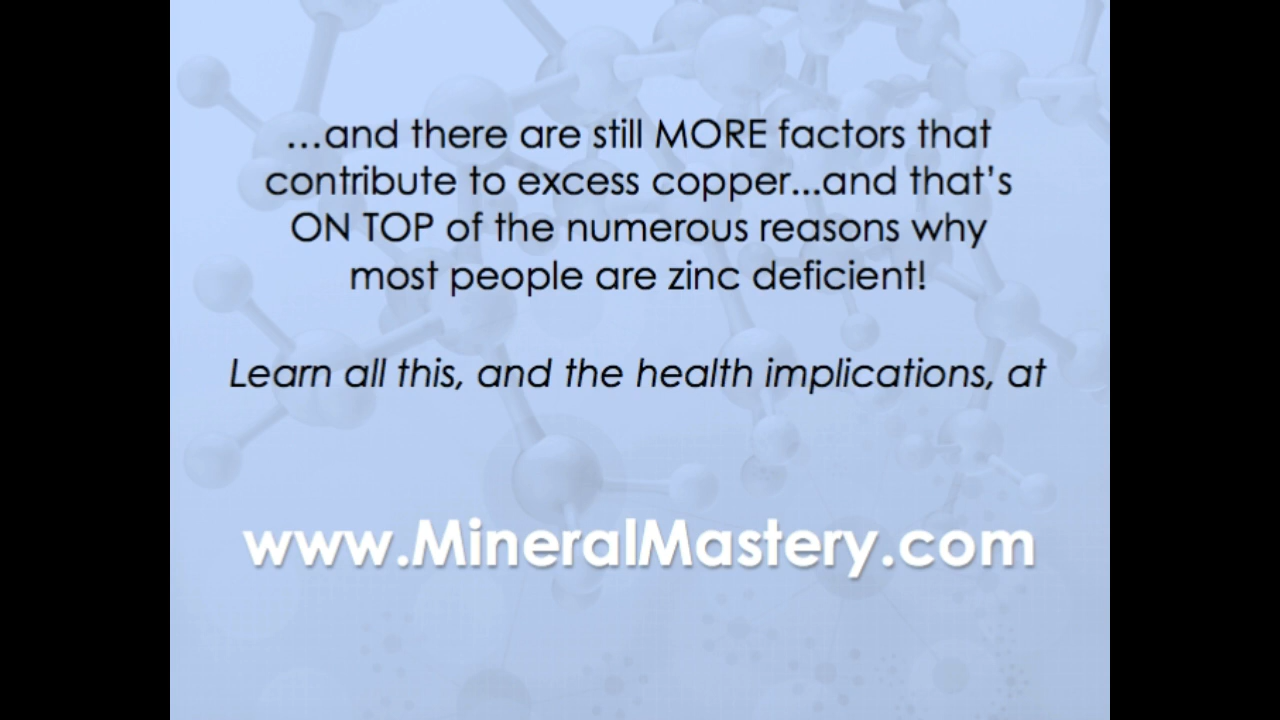 …and there are still MORE factors that
contribute to excess copper...and that’s
ON TOP of the numerous reasons why
most people are zinc deficient!
Learn all this, and the health implications, at
www.MineralMastery.com